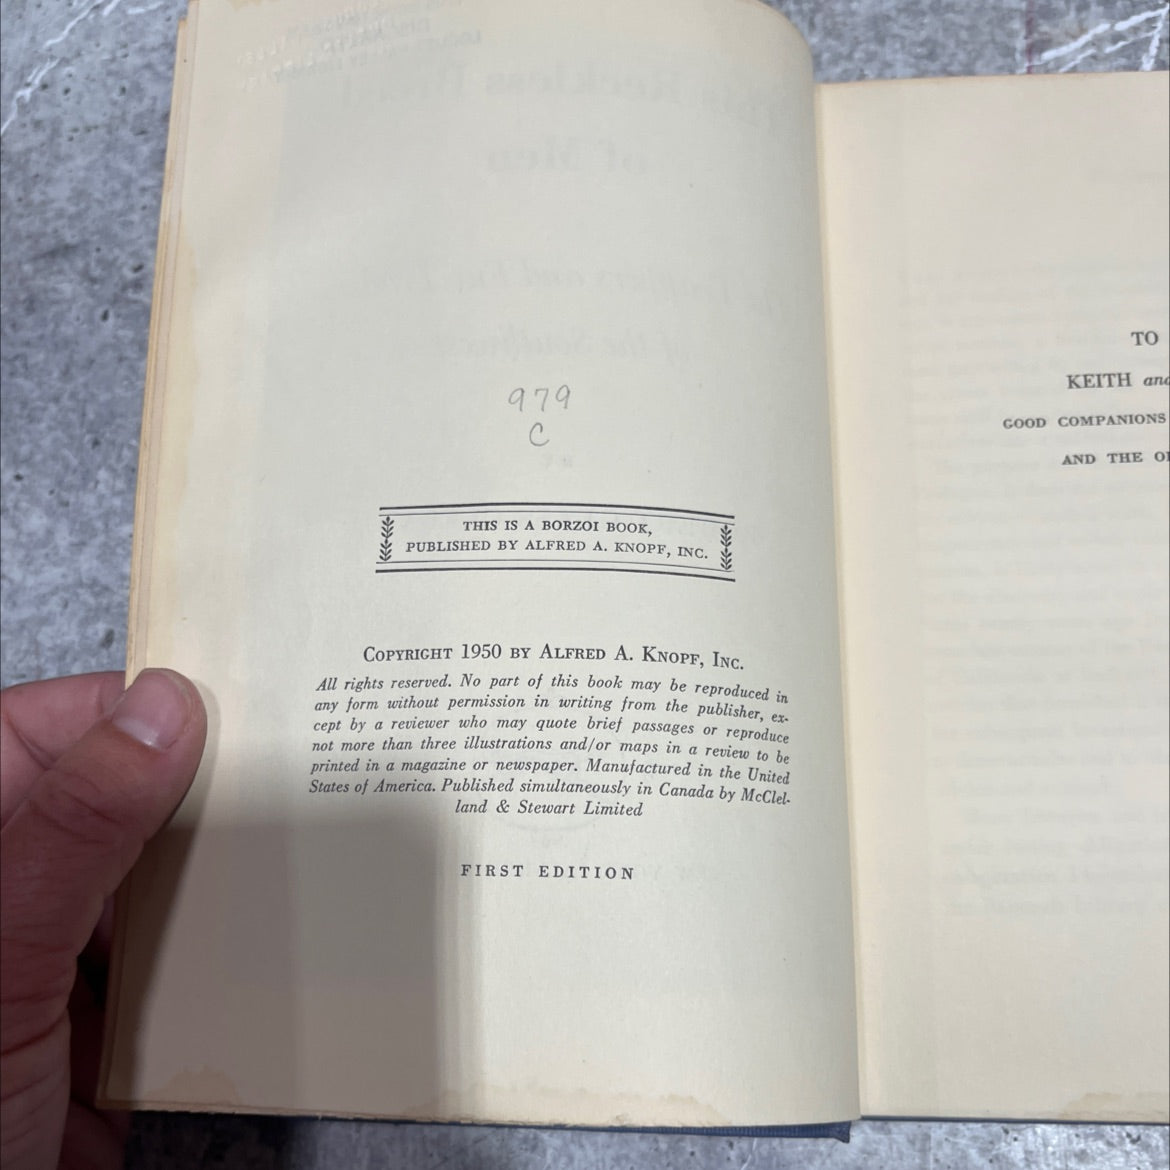 979
C
THIS IS A BORZOI BOOK,
PUBLISHED BY ALFRED A. KNOPF, INC.
COPYRIGHT 1950 BY ALFRED A. KNOPF, INC.
All rights reserved. No part of this book may be reproduced in
any form without permission in writing from the publisher, ex-
cept by a reviewer who may quote brief passages or reproduce
not more than three illustrations and/or maps in a review to be
printed in a magazine or newspaper. Manufactured in the United
States of America. Published simultaneously in Canada by McClel-
land & Stewart Limited
FIRST EDITION
TO
KEITH and
GOOD COMPANIONS
AND THE